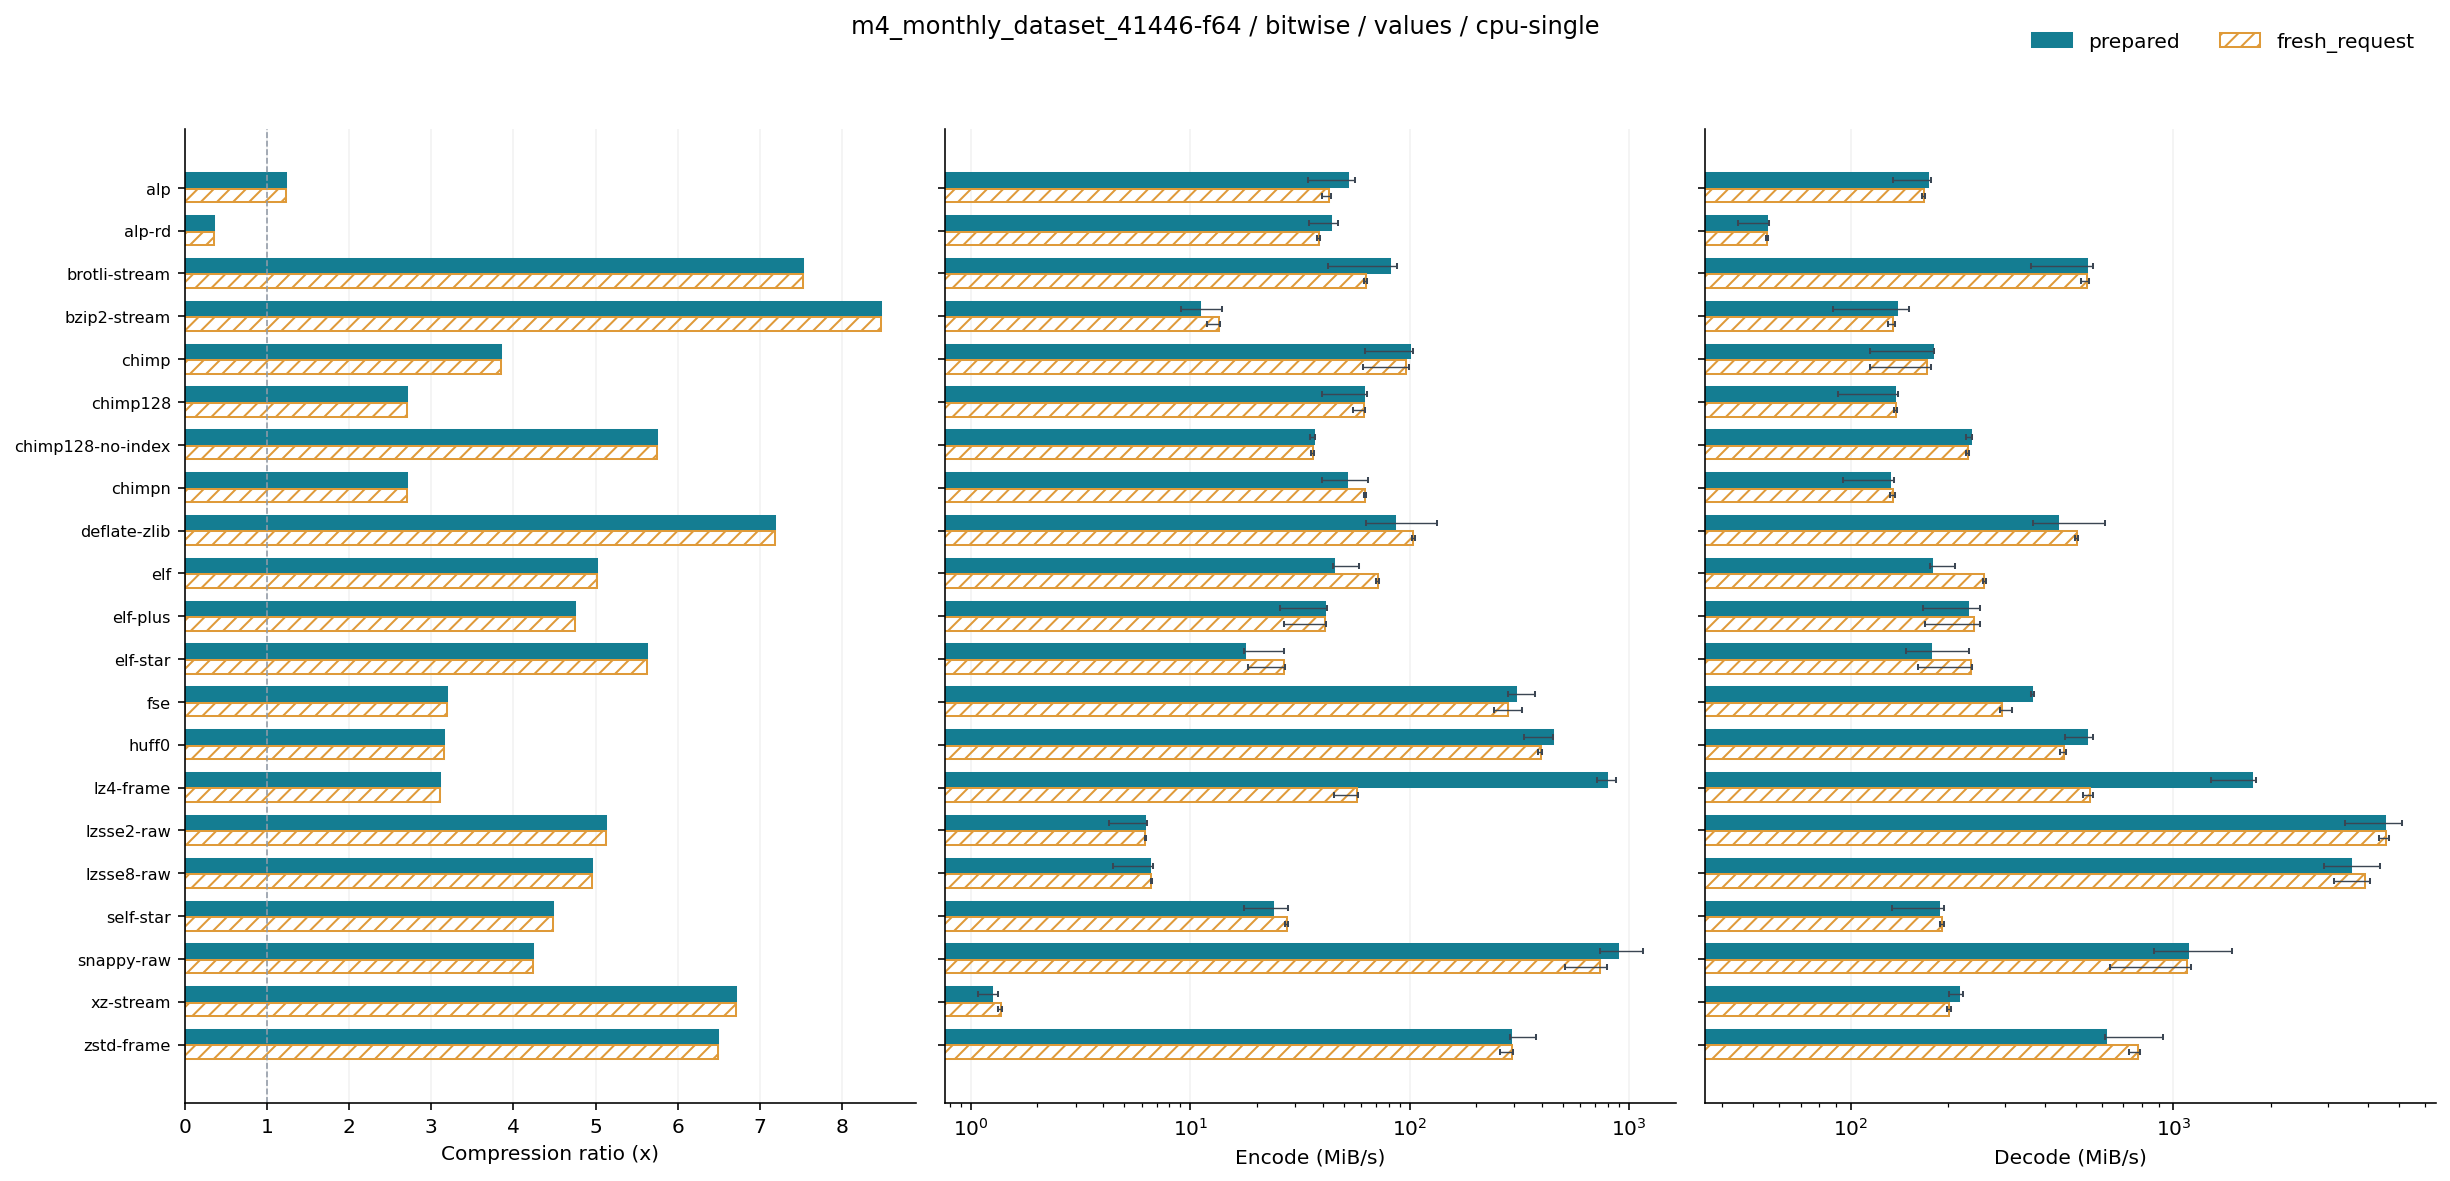 m4_monthly_dataset_41446-f64 / bitwise / values / cpu-single
prepared
fresh_request
alp
alp-rd
brotli-stream
bzip2-stream
chimp
chimp128
chimp128-no-index
chimpn
deflate-zlib
elf
elf-plus
elf-star
fse
huff0
lz4-frame
lzsse2-raw
lzsse8-raw
self-star
snappy-raw
xz-stream
zstd-frame
0 1 2 3 4 5 6 7 8
Compression ratio (x)
10⁰ 10¹ 10² 10³
Encode (MiB/s)
10² 10³
Decode (MiB/s)